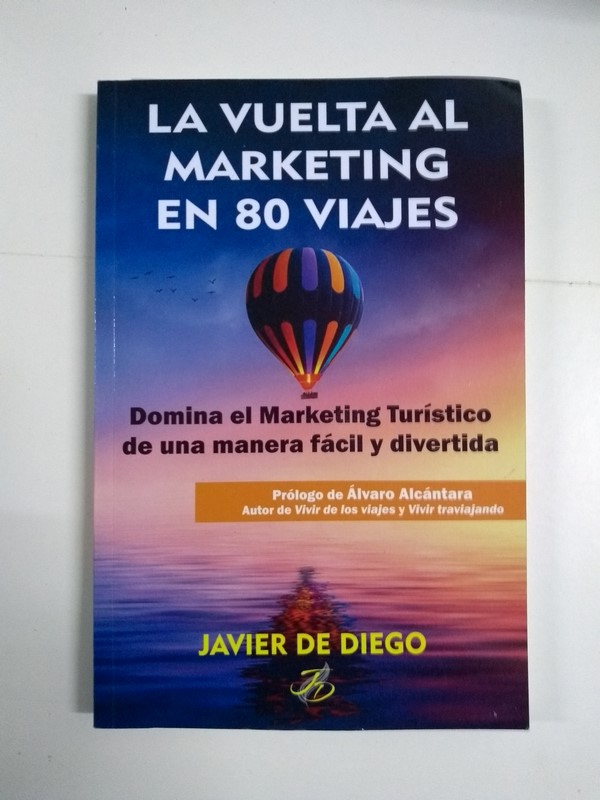 LA VUELTA AL
MARKETING
EN 80 VIAJES
Domina el Marketing Turístico
de una manera fácil y divertida
Prólogo de Álvaro Alcántara
Autor de Vivir de los viajes y Vivir traviajando
JAVIER DE DIEGO
JD